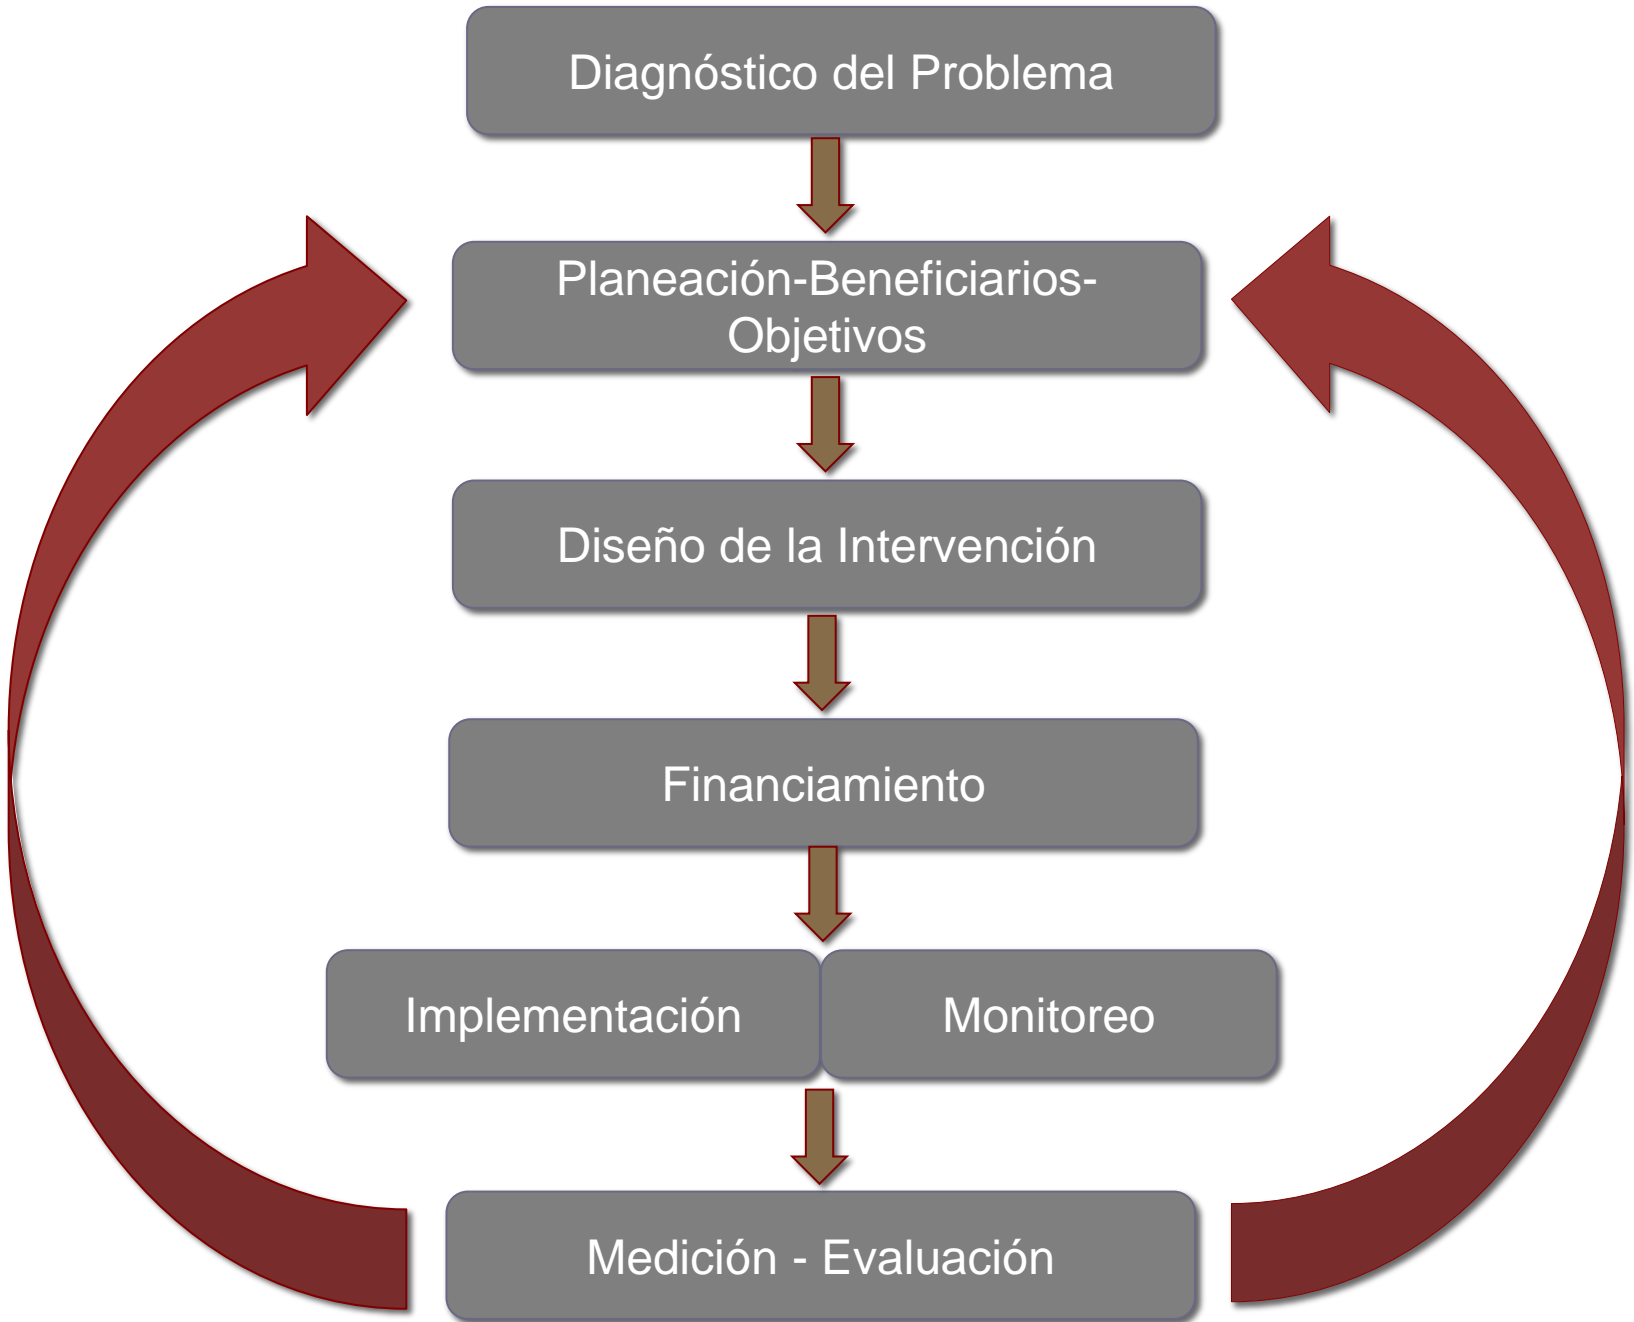 Diagnóstico del Problema
Planeación-Beneficiarios-
Objetivos
Diseño de la Intervención
Financiamiento
Implementación
Monitoreo
Medición - Evaluación